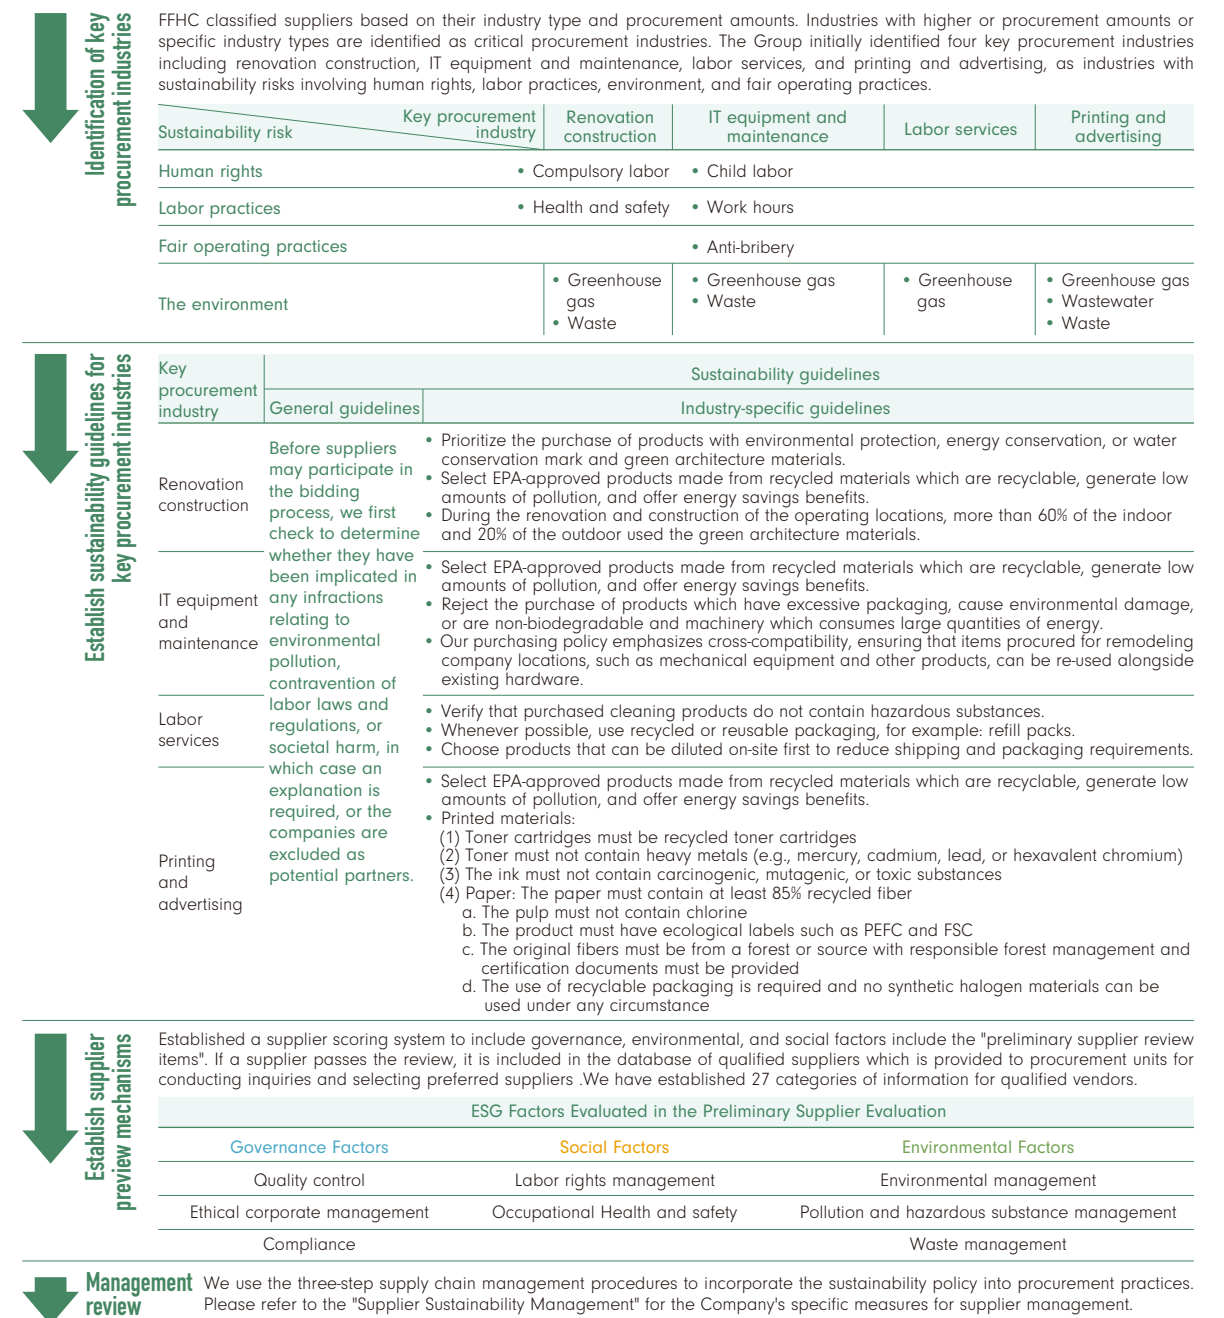 Identification of key
procurement industries
FFHC classified suppliers based on their industry type and procurement amounts. Industries with higher or procurement amounts or
specific industry types are identified as critical procurement industries. The Group initially identified four key procurement industries
including renovation construction, IT equipment and maintenance, labor services, and printing and advertising, as industries with
sustainability risks involving human rights, labor practices, environment, and fair operating practices.
Key procurement
industry
Sustainability risk
Renovation
construction
IT equipment and
maintenance
Labor services
Printing and
advertising
Human rights
• Compulsory labor
• Child labor
Labor practices
• Health and safety
• Work hours
Fair operating practices
• Anti-bribery
The environment
• Greenhouse
gas
• Waste
• Greenhouse gas
• Waste
• Greenhouse
gas
• Greenhouse gas
• Wastewater
• Waste
Establish sustainability guidelines for
key procurement industries
Key
procurement
industry
Sustainability guidelines
General guidelines
Industry-specific guidelines
Renovation
construction
Before suppliers
may participate in
the bidding
process, we first
check to determine
whether they have
been implicated in
any infractions
relating to
environmental
pollution,
contravention of
labor laws and
regulations, or
societal harm, in
which case an
explanation is
required, or the
companies are
excluded as
potential partners.
• Prioritize the purchase of products with environmental protection, energy conservation, or water
conservation mark and green architecture materials.
• Select EPA-approved products made from recycled materials which are recyclable, generate low
amounts of pollution, and offer energy savings benefits.
• During the renovation and construction of the operating locations, more than 60% of the indoor
and 20% of the outdoor used the green architecture materials.
IT equipment
and
maintenance
• Select EPA-approved products made from recycled materials which are recyclable, generate low
amounts of pollution, and offer energy savings benefits.
• Reject the purchase of products which have excessive packaging, cause environmental damage,
or are non-biodegradable and machinery which consumes large quantities of energy.
• Our purchasing policy emphasizes cross-compatibility, ensuring that items procured for remodeling
company locations, such as mechanical equipment and other products, can be re-used alongside
existing hardware.
Labor
services
• Verify that purchased cleaning products do not contain hazardous substances.
• Whenever possible, use recycled or reusable packaging, for example: refill packs.
• Choose products that can be diluted on-site first to reduce shipping and packaging requirements.
Printing
and
advertising
• Select EPA-approved products made from recycled materials which are recyclable, generate low
amounts of pollution, and offer energy savings benefits.
• Printed materials:
(1) Toner cartridges must be recycled toner cartridges
(2) Toner must not contain heavy metals (e.g., mercury, cadmium, lead, or hexavalent chromium)
(3) The ink must not contain carcinogenic, mutagenic, or toxic substances
(4) Paper: The paper must contain at least 85% recycled fiber
a. The pulp must not contain chlorine
b. The product must have ecological labels such as PEFC and FSC
c. The original fibers must be from a forest or source with responsible forest management and
certification documents must be provided
d. The use of recyclable packaging is required and no synthetic halogen materials can be
used under any circumstance
Establish supplier
preview mechanisms
Established a supplier scoring system to include governance, environmental, and social factors include the "preliminary supplier review
items". If a supplier passes the review, it is included in the database of qualified suppliers which is provided to procurement units for
conducting inquiries and selecting preferred suppliers .We have established 27 categories of information for qualified vendors.
ESG Factors Evaluated in the Preliminary Supplier Evaluation
Governance Factors
Social Factors
Environmental Factors
Quality control
Labor rights management
Environmental management
Ethical corporate management
Occupational Health and safety
Pollution and hazardous substance management
Compliance
Waste management
Management
review
We use the three-step supply chain management procedures to incorporate the sustainability policy into procurement practices.
Please refer to the "Supplier Sustainability Management" for the Company's specific measures for supplier management.